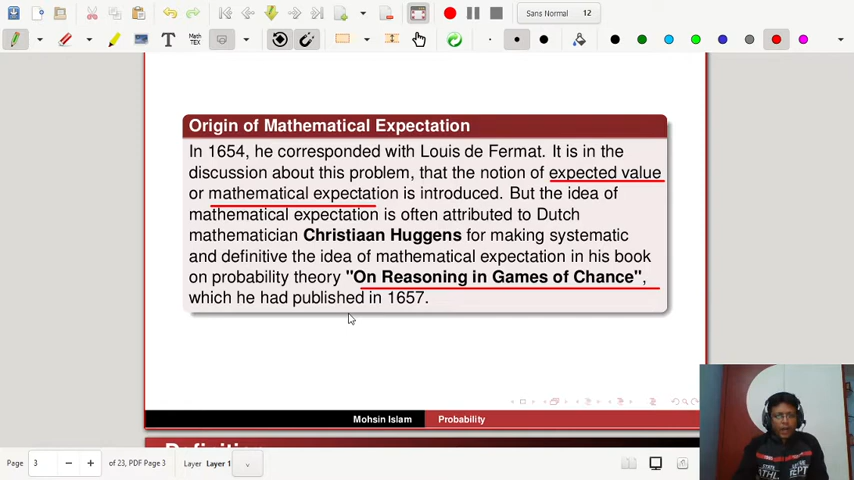 Sans Normal 12
T Math TEX
Origin of Mathematical Expectation
In 1654, he corresponded with Louis de Fermat. It is in the
discussion about this problem, that the notion of expected value
or mathematical expectation is introduced. But the idea of
mathematical expectation is often attributed to Dutch
mathematician Christiaan Huggens for making systematic
and definitive the idea of mathematical expectation in his book
on probability theory "On Reasoning in Games of Chance",
which he had published in 1657.
Mohsin Islam Probability
Definition
Page 3 of 23, PDF Page 3 Layer Layer 1